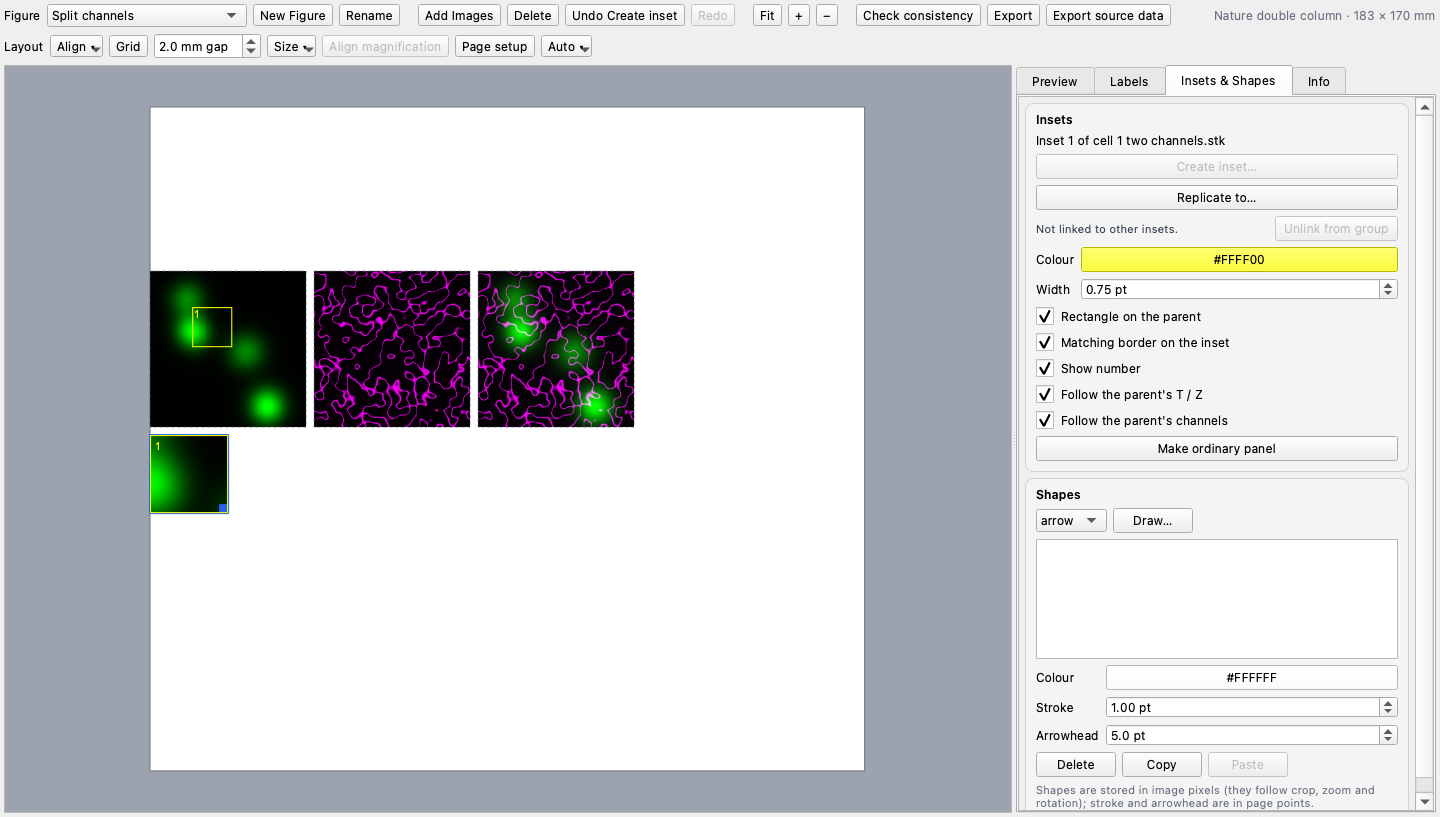 Figure Split channels New Figure Rename Add Images Delete Undo Create inset Redo Fit + − Check consistency Export Export source data Nature double column · 183 × 170 mm
Layout Align Grid 2.0 mm gap Size Align magnification Page setup Auto
Preview Labels Insets & Shapes Info
Insets
Inset 1 of cell 1 two channels.stk
Create inset...
Replicate to...
Not linked to other insets. Unlink from group
Colour #FFFF00
Width 0.75 pt
Rectangle on the parent
Matching border on the inset
Show number
Follow the parent's T / Z
Follow the parent's channels
Make ordinary panel
Shapes
arrow Draw...
Colour #FFFFFF
Stroke 1.00 pt
Arrowhead 5.0 pt
Delete Copy Paste
Shapes are stored in image pixels (they follow crop, zoom and
rotation); stroke and arrowhead are in page points.
1
1